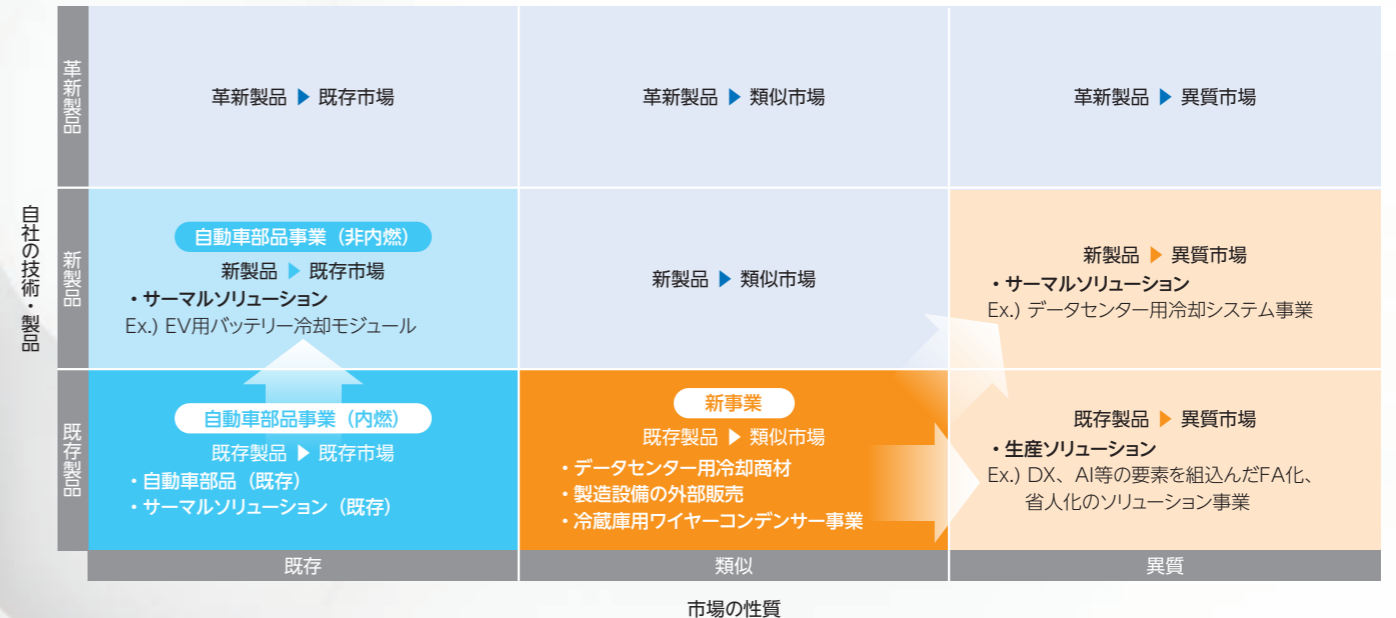 自社の技術・製品
革新製品
革新製品 ▶ 既存市場
革新製品 ▶ 類似市場
革新製品 ▶ 異質市場
新製品
自動車部品事業（非内燃）
新製品 ▶ 既存市場
・サーマルソリューション
Ex.) EV用バッテリー冷却モジュール
新製品 ▶ 類似市場
新製品 ▶ 異質市場
・サーマルソリューション
Ex.) データセンター用冷却システム事業
既存製品
自動車部品事業（内燃）
既存製品 ▶ 既存市場
・自動車部品（既存）
・サーマルソリューション（既存）
新事業
既存製品 ▶ 類似市場
・データセンター用冷却商材
・製造設備の外部販売
・冷蔵庫用ワイヤーコンデンサー事業
既存製品 ▶ 異質市場
・生産ソリューション
Ex.) DX、AI等の要素を組込んだFA化、
省人化のソリューション事業
既存
類似
異質
市場の性質